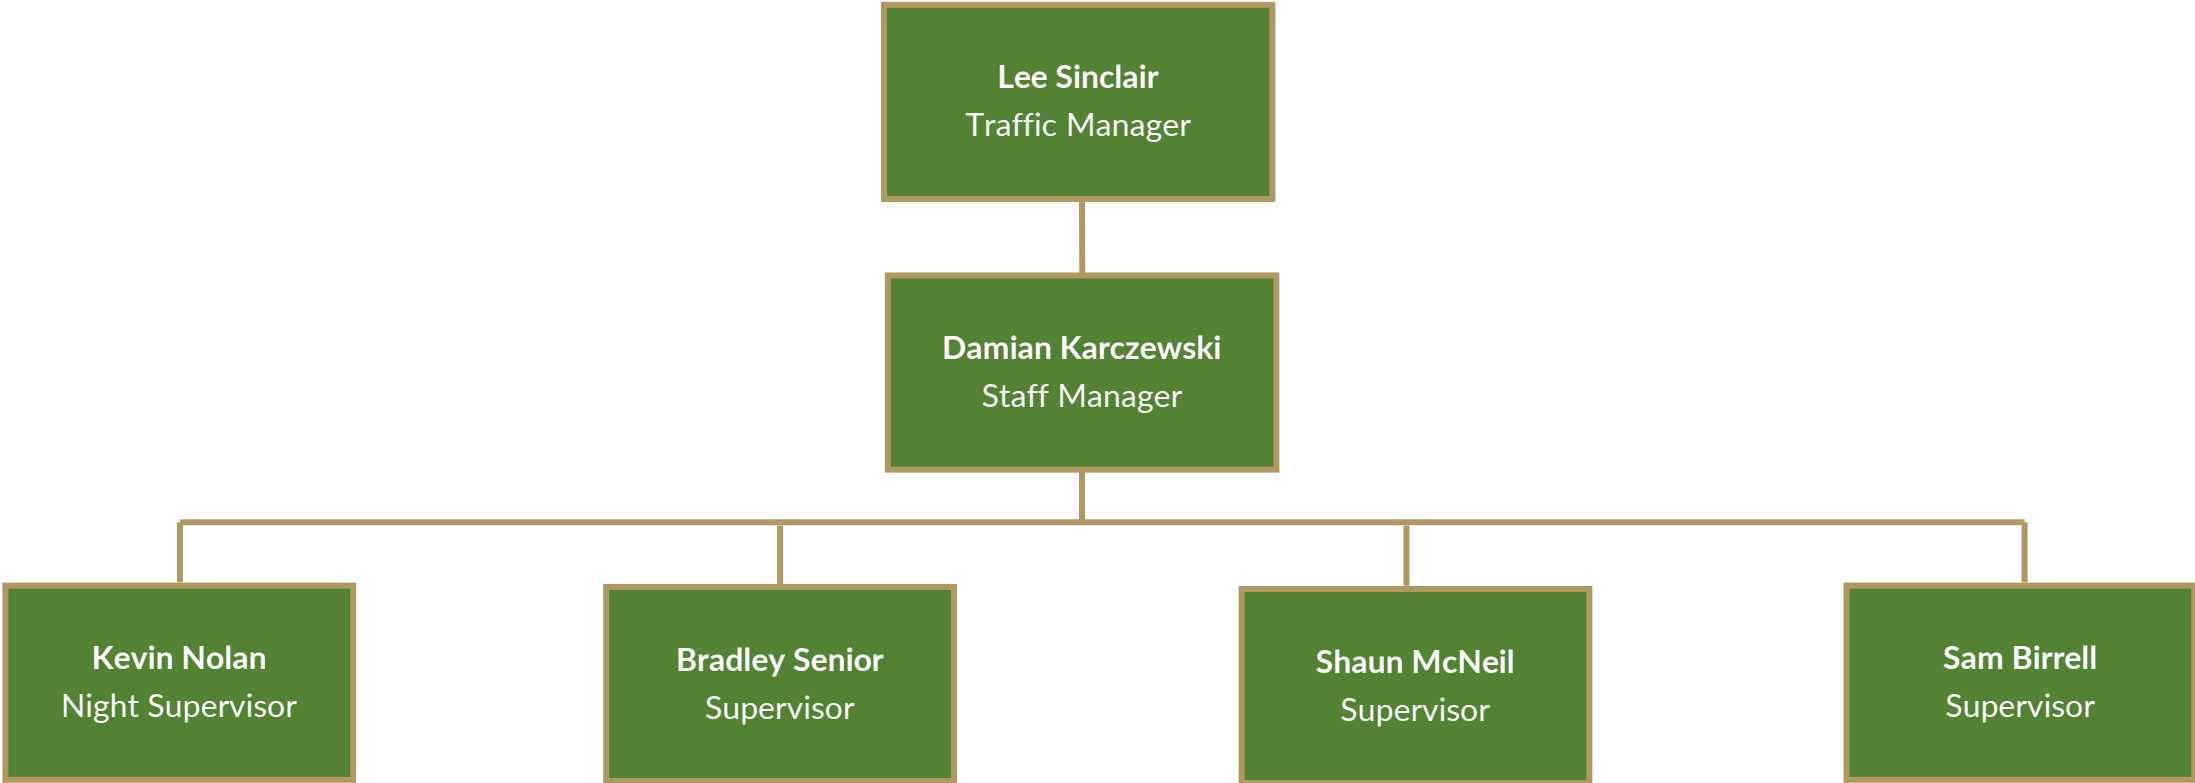 Lee Sinclair
Traffic Manager
Damian Karczewski
Staff Manager
Kevin Nolan
Night Supervisor
Bradley Senior
Supervisor
Shaun McNeil
Supervisor
Sam Birrell
Supervisor